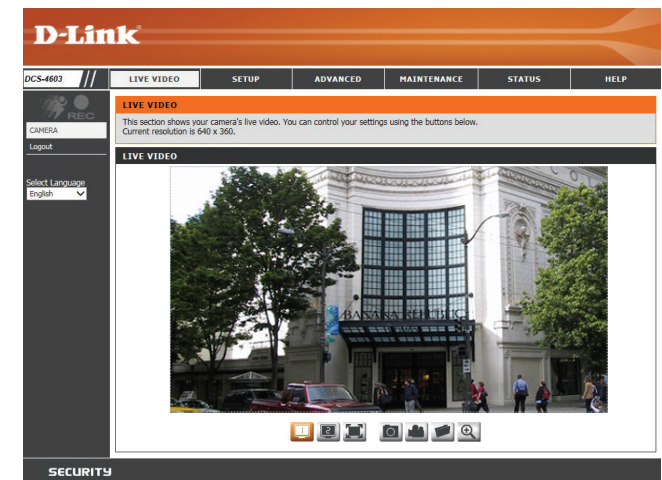 D-Link
DCS-4603 // LIVE VIDEO SETUP ADVANCED MAINTENANCE STATUS HELP
REC
CAMERA
Logout
Select Language
English
LIVE VIDEO
This section shows your camera's live video. You can control your settings using the buttons below.
Current resolution is 640 x 360.
LIVE VIDEO
BANANA REPUBLIC
1 2
SECURITY